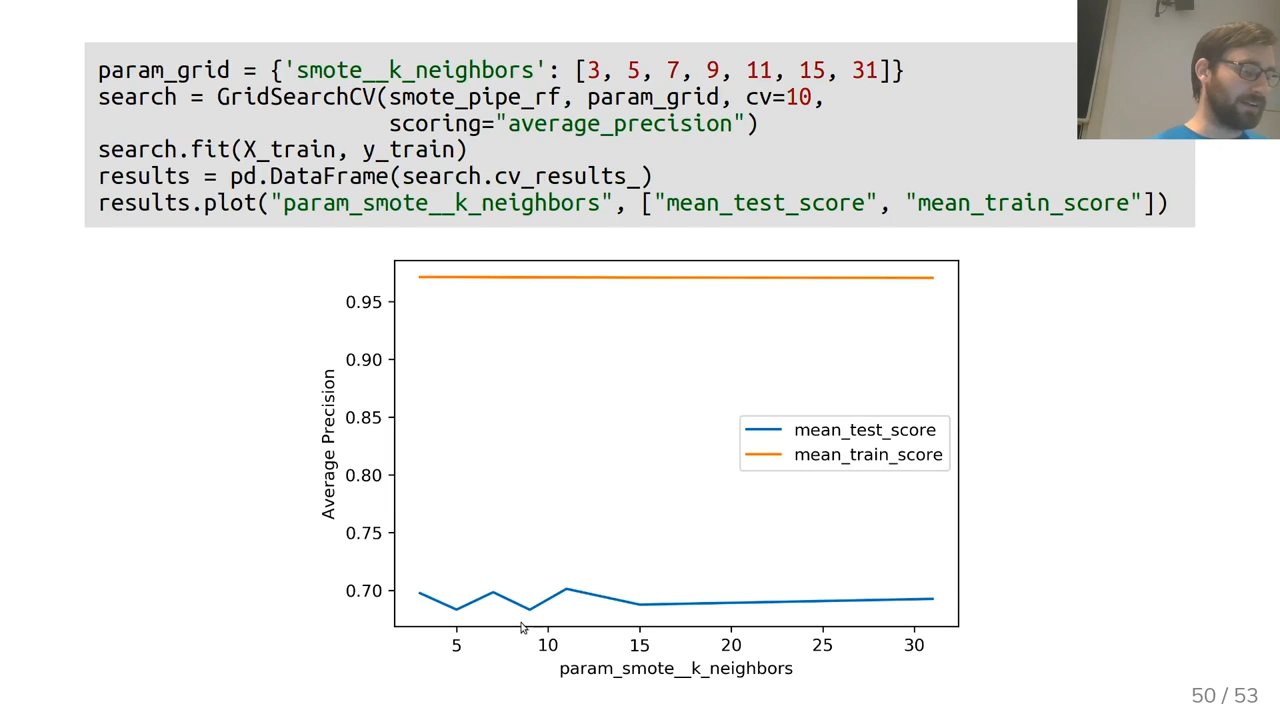 param_grid = {'smote__k_neighbors': [3, 5, 7, 9, 11, 15, 31]}
search = GridSearchCV(smote_pipe_rf, param_grid, cv=10,
scoring="average_precision")
search.fit(X_train, y_train)
results = pd.DataFrame(search.cv_results_)
results.plot("param_smote__k_neighbors", ["mean_test_score", "mean_train_score"])
0.95
0.90
0.85
0.80
0.75
0.70
Average Precision
mean_test_score
mean_train_score
5 10 15 20 25 30
param_smote__k_neighbors
50 / 53